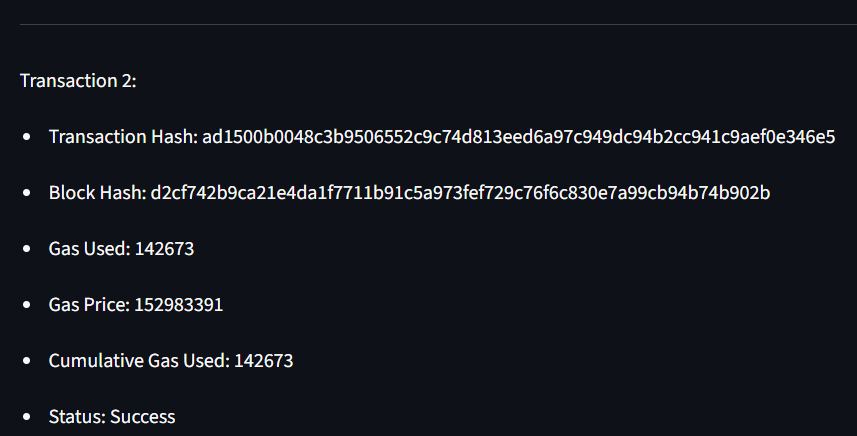 Transaction 2:
• Transaction Hash: ad1500b0048c3b9506552c9c74d813eed6a97c949dc94b2cc941c9aef0e346e5
• Block Hash: d2cf742b9ca21e4da1f7711b91c5a973fef729c76f6c830e7a99cb94b74b902b
• Gas Used: 142673
• Gas Price: 152983391
• Cumulative Gas Used: 142673
• Status: Success